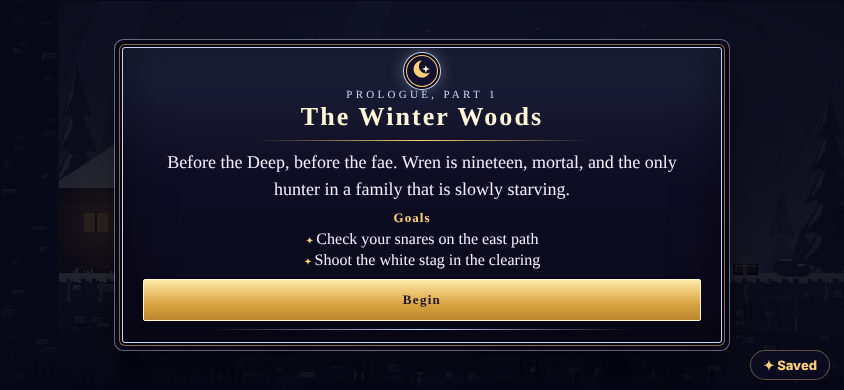 PROLOGUE, PART 1
The Winter Woods
Before the Deep, before the fae. Wren is nineteen, mortal, and the only
hunter in a family that is slowly starving.
Goals
✦ Check your snares on the east path
✦ Shoot the white stag in the clearing
Begin
✦ Saved